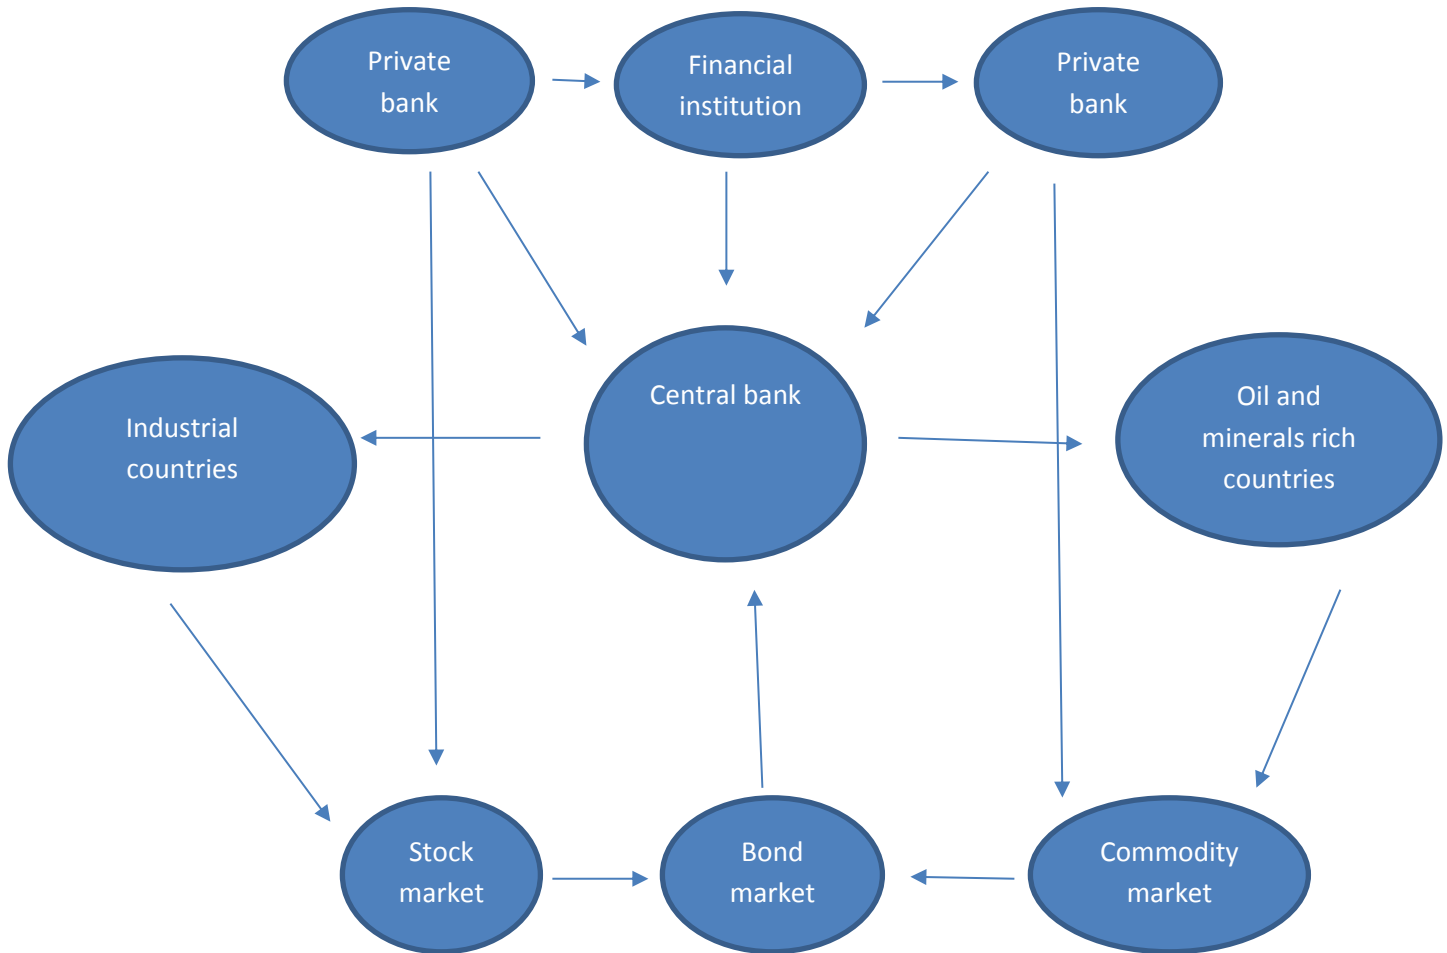 Private
bank
Financial
institution
Private
bank
Central bank
Industrial
countries
Oil and
minerals rich
countries
Stock
market
Bond
market
Commodity
market